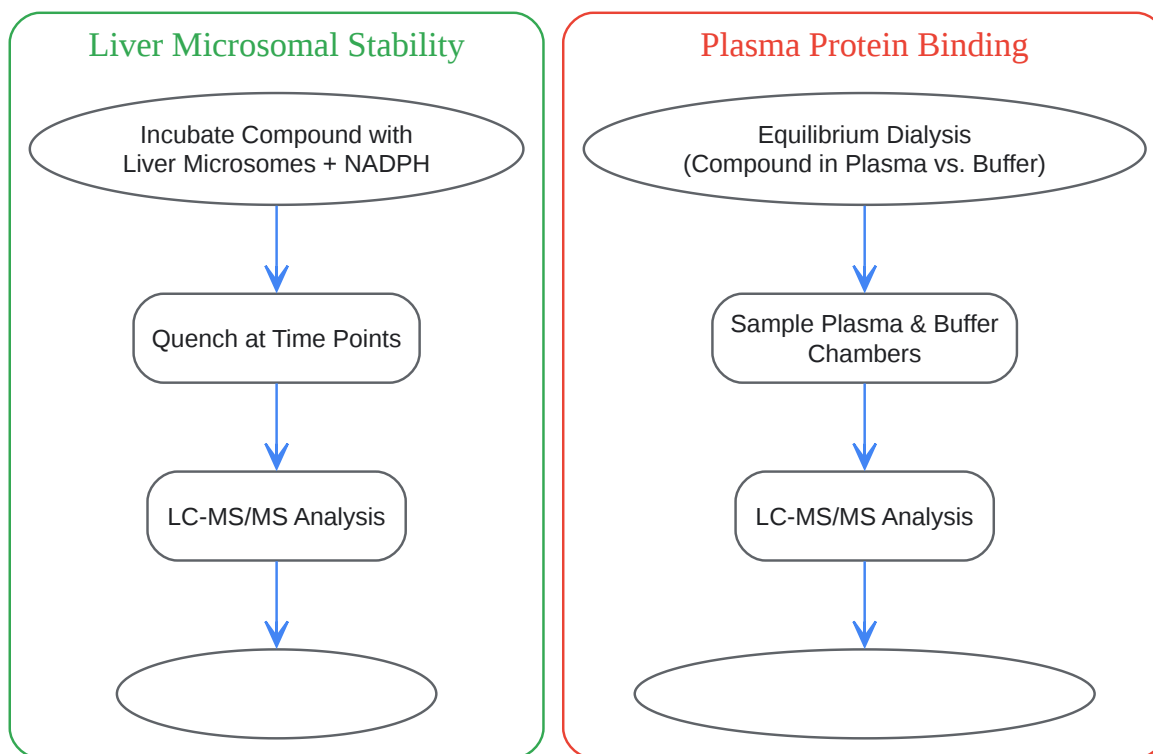 Liver Microsomal Stability
Incubate Compound with
Liver Microsomes + NADPH
Quench at Time Points
LC-MS/MS Analysis
Plasma Protein Binding
Equilibrium Dialysis
(Compound in Plasma vs. Buffer)
Sample Plasma & Buffer
Chambers
LC-MS/MS Analysis